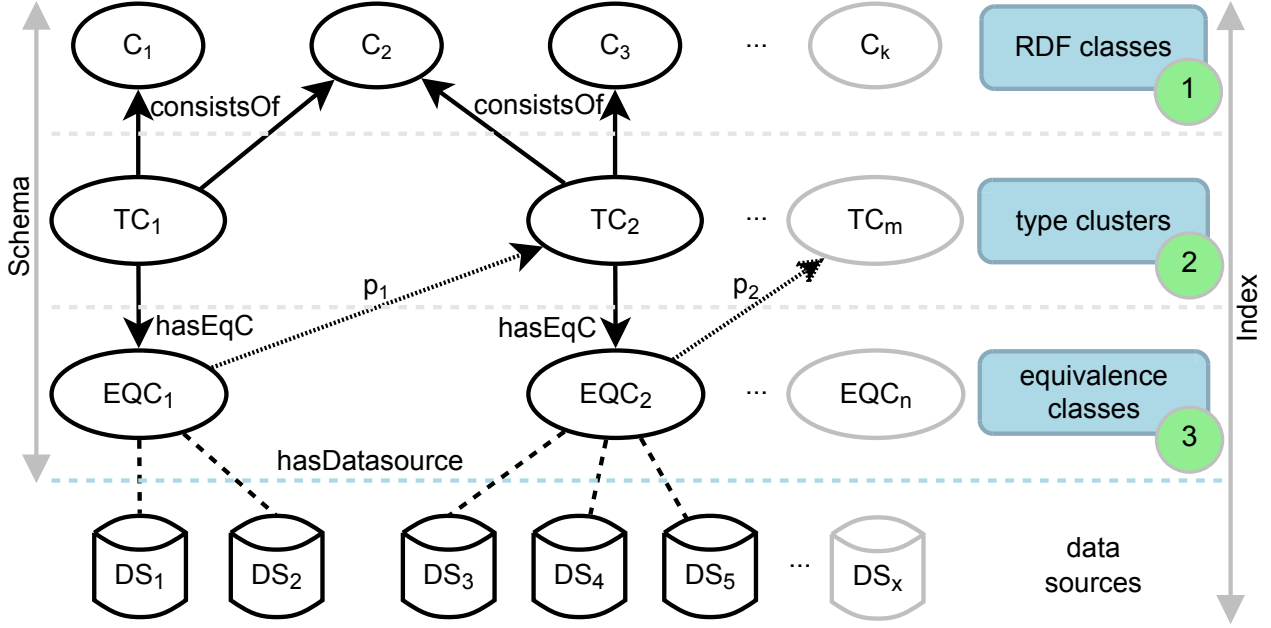 C₁ C₂ C₃ ... Cₖ RDF classes
1
consistsOf consistsOf
Schema
TC₁ TC₂ ... TCₘ type clusters
2
p₁ p₂
Index
hasEqC hasEqC
EQC₁ EQC₂ ... EQCₙ equivalence
classes
3
hasDatasource
DS₁ DS₂ DS₃ DS₄ DS₅ ... DSₓ data
sources